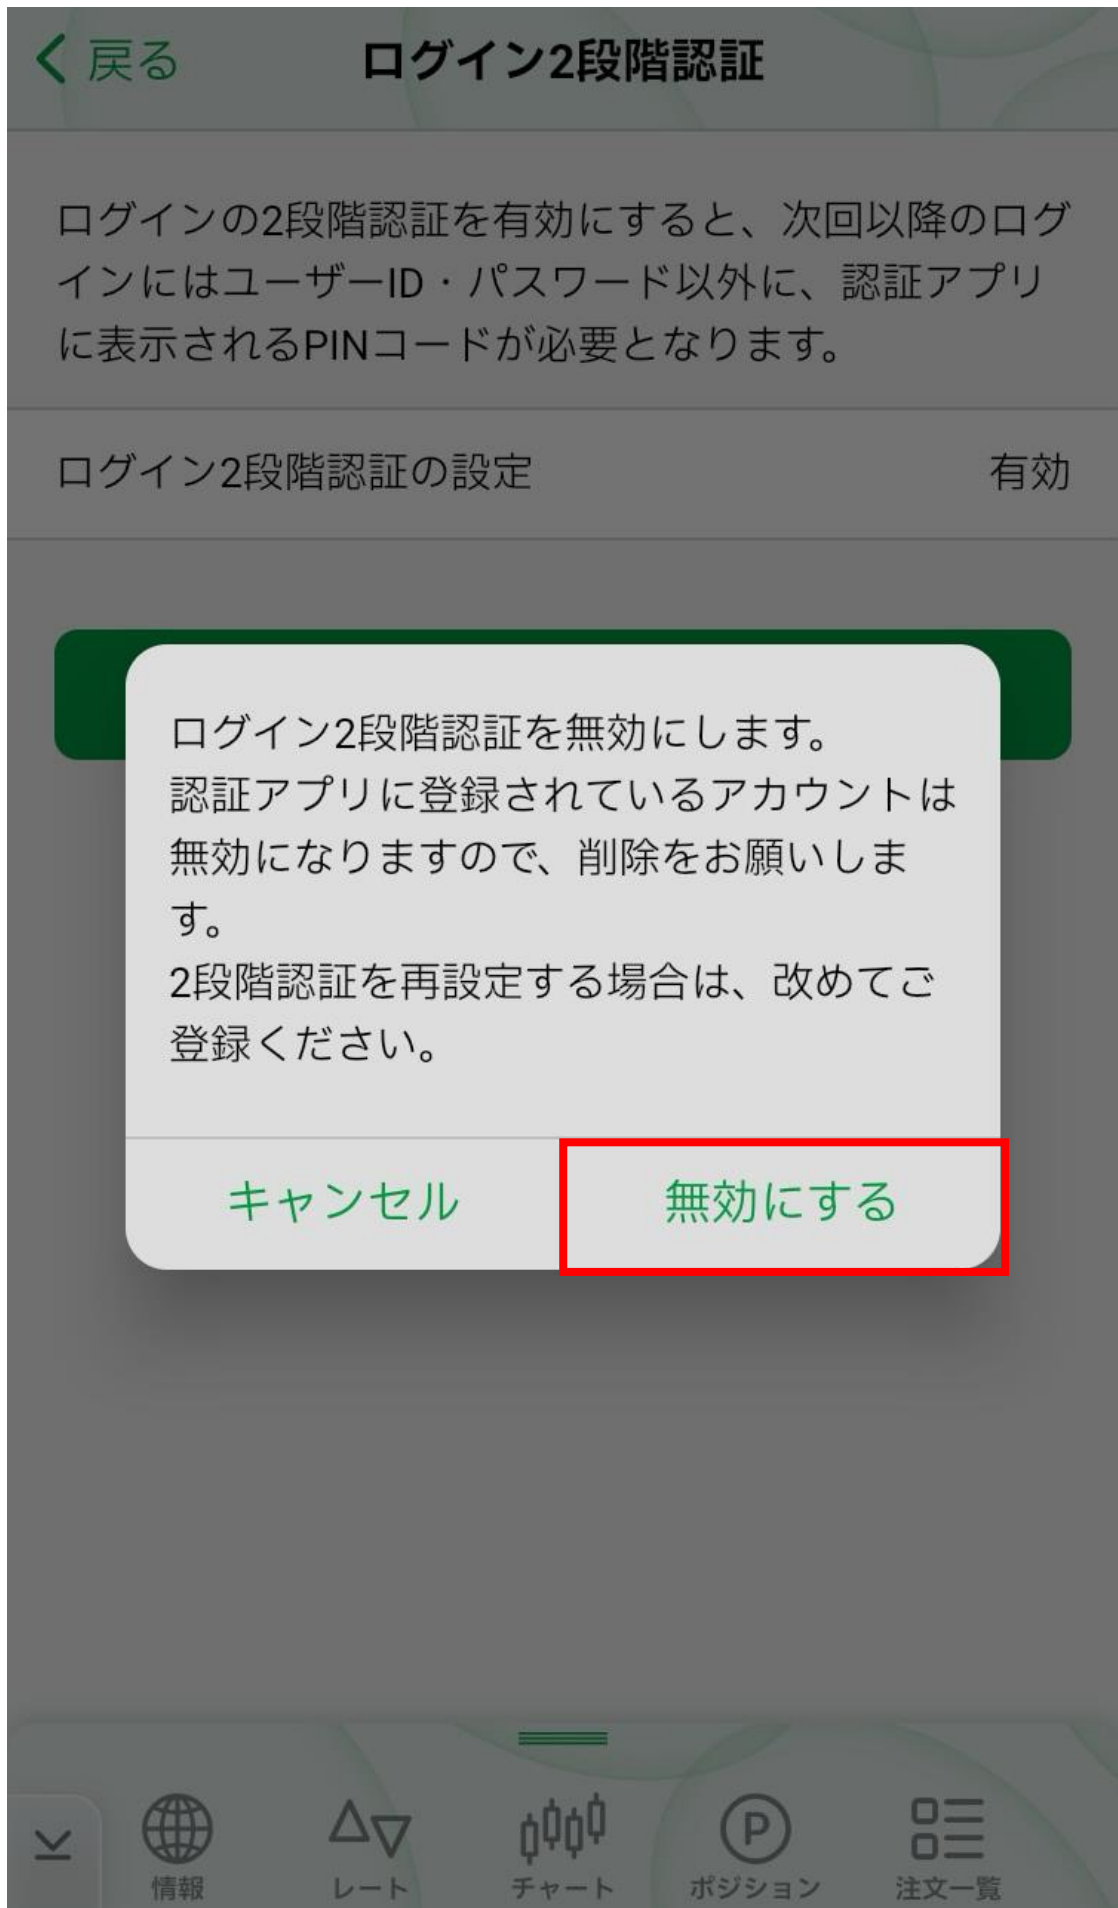 戻る ログイン2段階認証
ログインの2段階認証を有効にすると、次回以降のログ
インにはユーザーID・パスワード以外に、認証アプリ
に表示されるPINコードが必要となります。
ログイン2段階認証の設定 有効
ログイン2段階認証を無効にします。
認証アプリに登録されているアカウントは
無効になりますので、削除をお願いしま
す。
2段階認証を再設定する場合は、改めてご
登録ください。
キャンセル 無効にする
P
情報 レート チャート ポジション 注文一覧